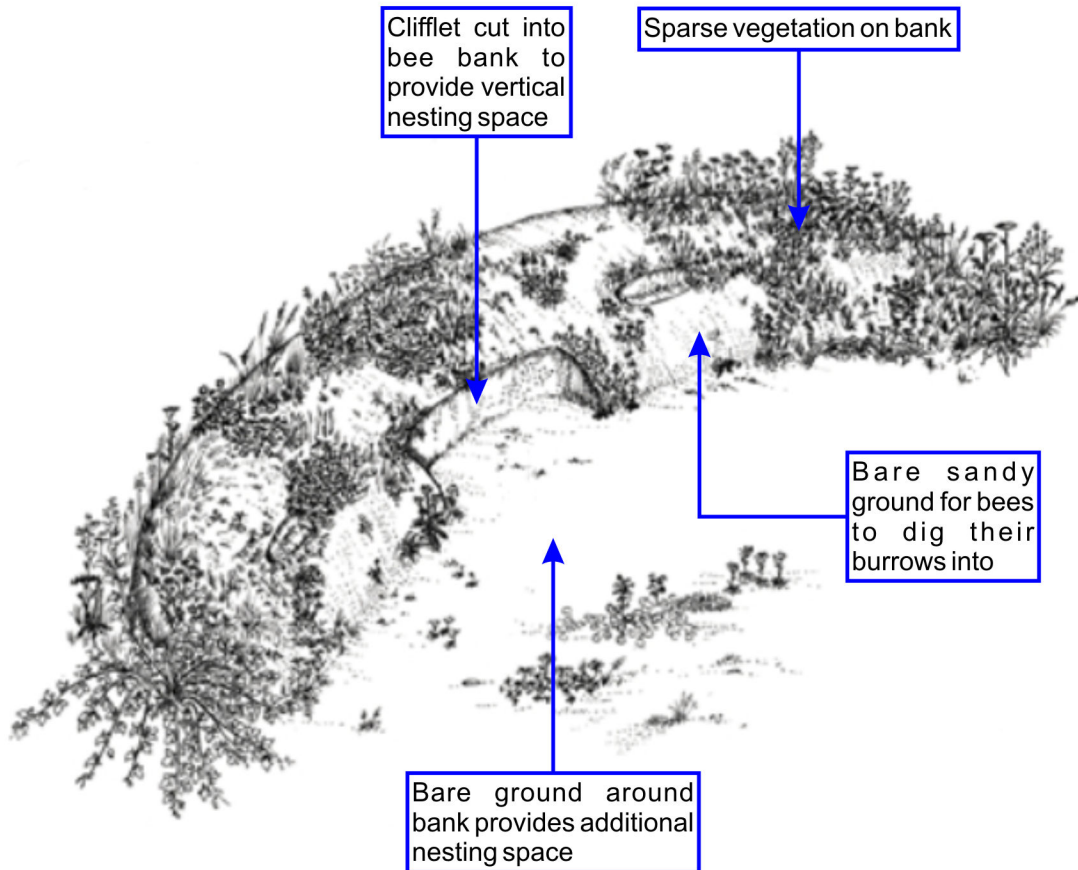 Clifflet cut into
bee bank to
provide vertical
nesting space
Sparse vegetation on bank
Bare sandy
ground for bees
to dig their
burrows into
Bare ground around
bank provides additional
nesting space